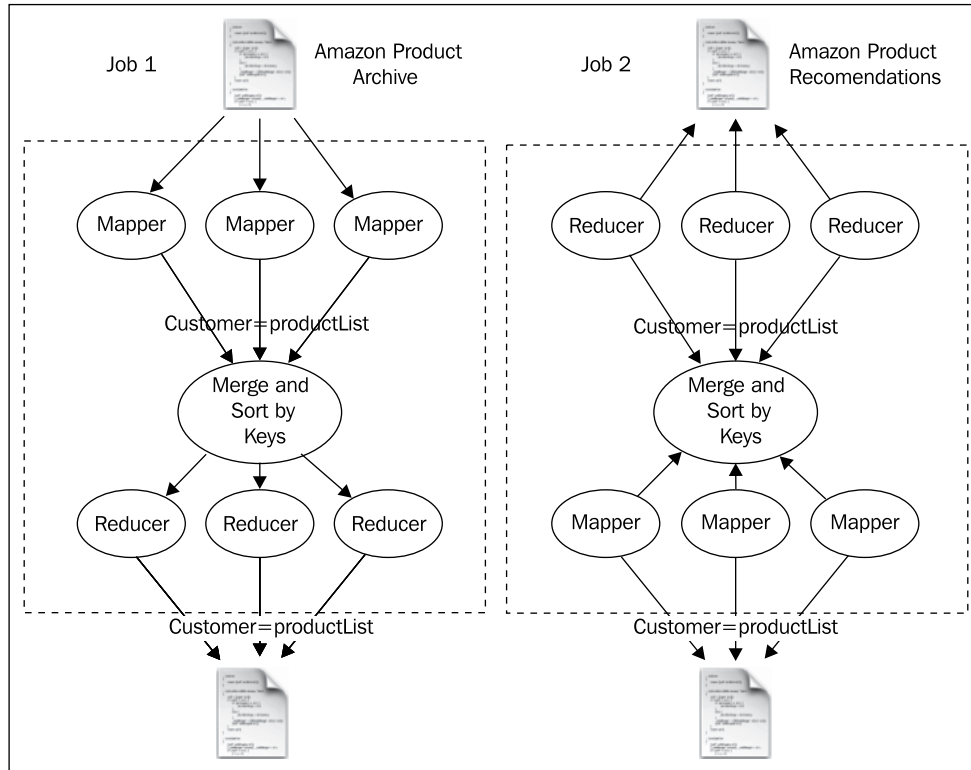 Job 1
Amazon Product
Archive
Mapper
Mapper
Mapper
Customer=productList
Merge and
Sort by
Keys
Reducer
Reducer
Reducer
Customer=productList
Job 2
Amazon Product
Recomendations
Reducer
Reducer
Reducer
Customer=productList
Merge and
Sort by
Keys
Mapper
Mapper
Mapper
Customer=productList